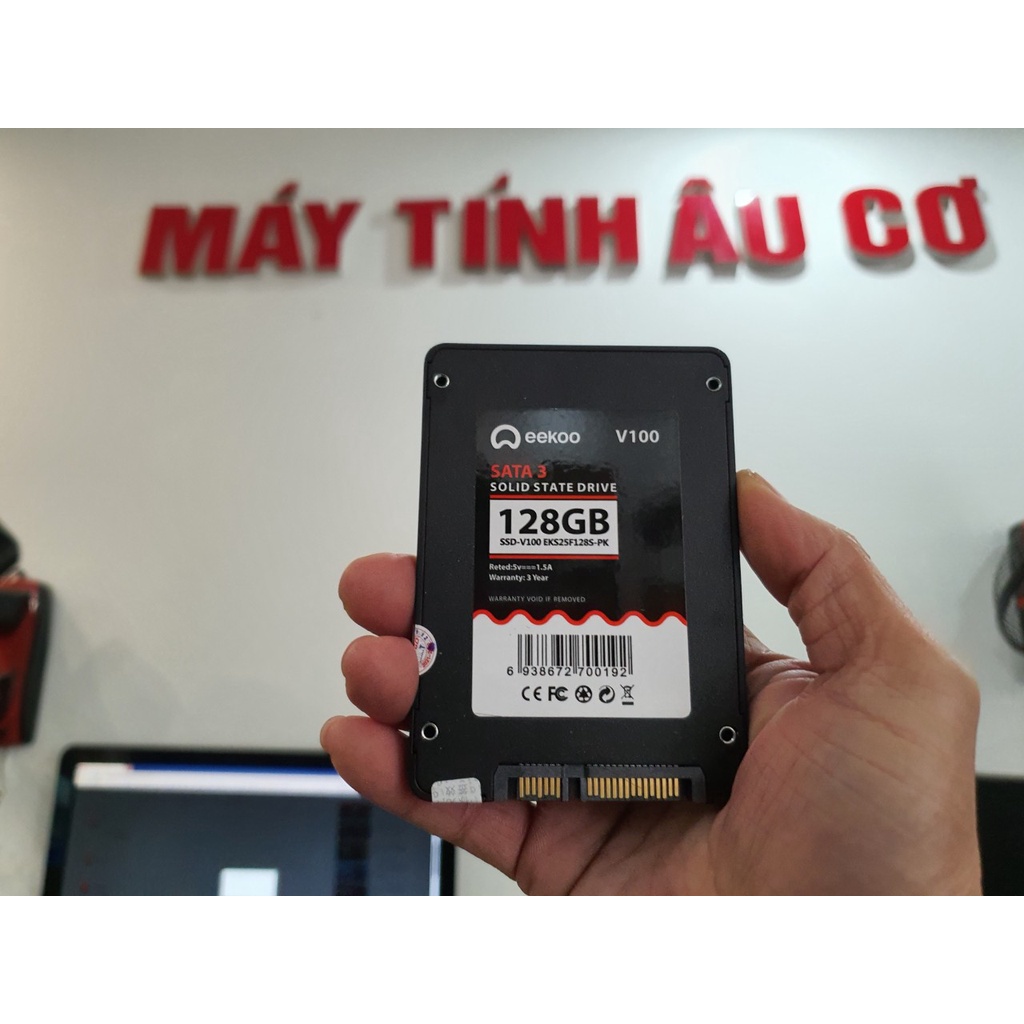 MÁY TÍNH ÂU CƠ
eekoo V100
SATA 3
SOLID STATE DRIVE
128GB
SSD-V100 EKS25F128S-PK
Reted:5v===1.5A
Warranty: 3 Year
WARRANTY VOID IF REMOVED
6 938672 700192
CE FC